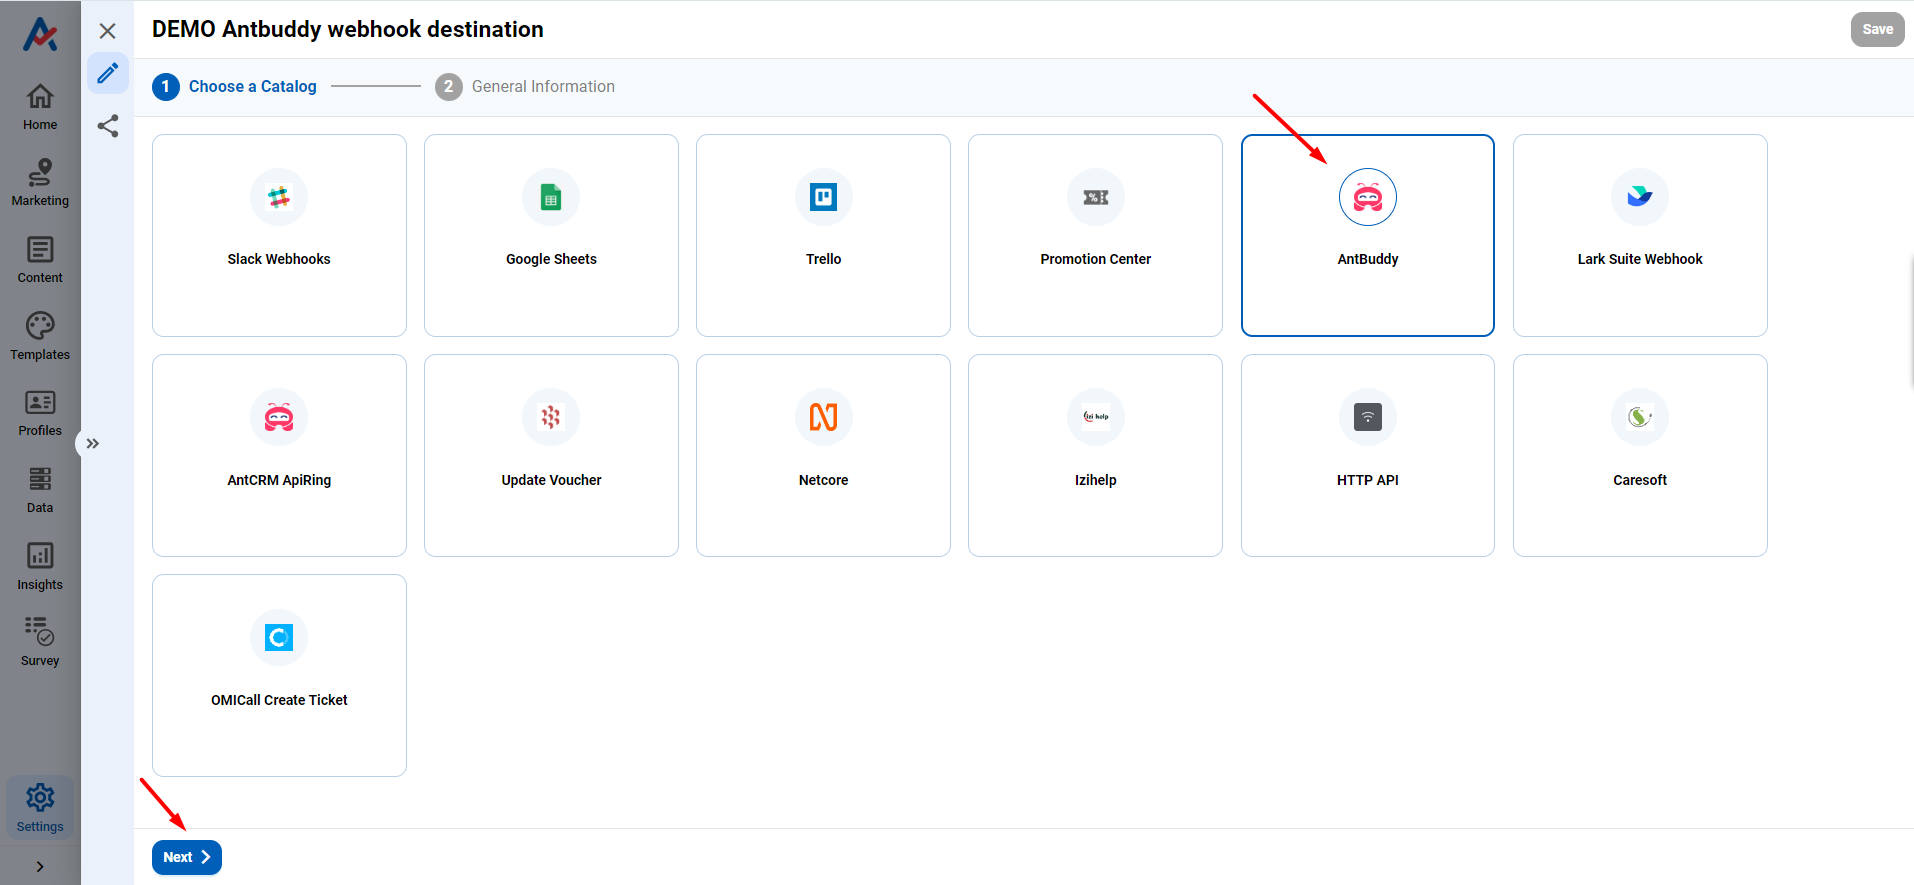 DEMO Antbuddy webhook destination
Save
1 Choose a Catalog
2 General Information
Home
Marketing
Content
Templates
Profiles
Data
Insights
Survey
Settings
Slack Webhooks
Google Sheets
Trello
Promotion Center
AntBuddy
Lark Suite Webhook
AntCRM ApiRing
Update Voucher
Netcore
izi help
Izihelp
HTTP API
Caresoft
OMICall Create Ticket
Next